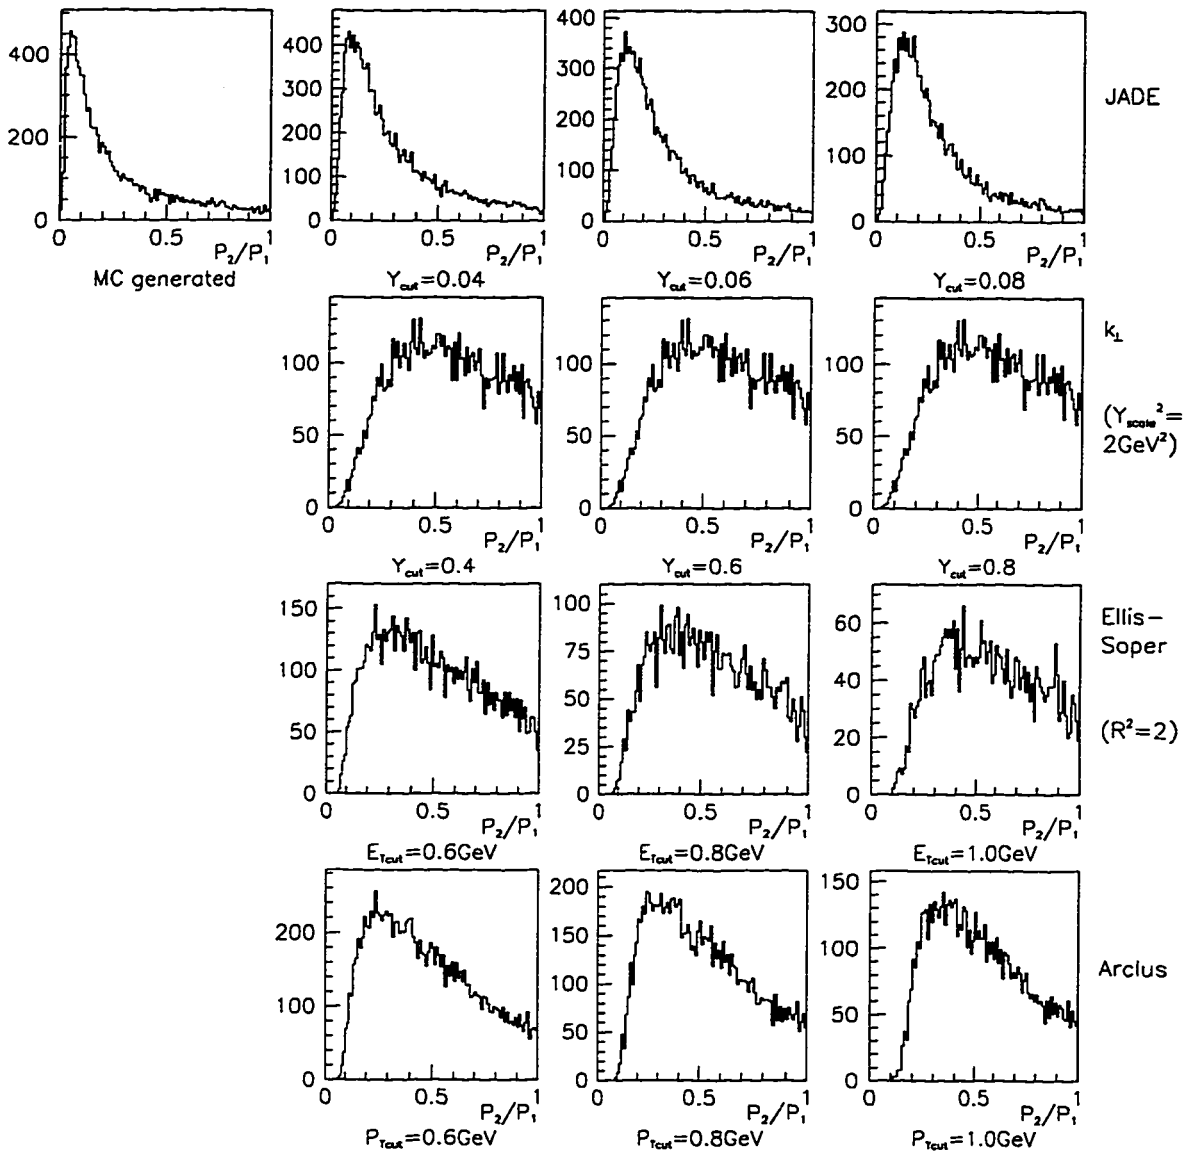 400
200
0
0
0.5
1
P₂/P₁
MC generated
400
300
200
100
0
0
0.5
1
P₂/P₁
Ycut=0.04
400
300
200
100
0
0
0.5
1
P₂/P₁
Ycut=0.06
300
200
100
0
0
0.5
1
P₂/P₁
Ycut=0.08
JADE
100
50
0
0
0.5
1
P₂/P₁
Ycut=0.4
100
50
0
0
0.5
1
P₂/P₁
Ycut=0.6
100
50
0
0
0.5
1
P₂/P₁
Ycut=0.8
k⊥
(Yscale²=
2GeV²)
150
100
50
0
0
0.5
1
P₂/P₁
ETcut=0.6GeV
100
75
50
25
0
0
0.5
1
P₂/P₁
ETcut=0.8GeV
60
40
20
0
0
0.5
1
P₂/P₁
ETcut=1.0GeV
Ellis−
Soper
(R²=2)
200
100
0
0
0.5
1
P₂/P₁
PTcut=0.6GeV
200
150
100
50
0
0
0.5
1
P₂/P₁
PTcut=0.8GeV
150
100
50
0
0
0.5
1
P₂/P₁
PTcut=1.0GeV
Arclus